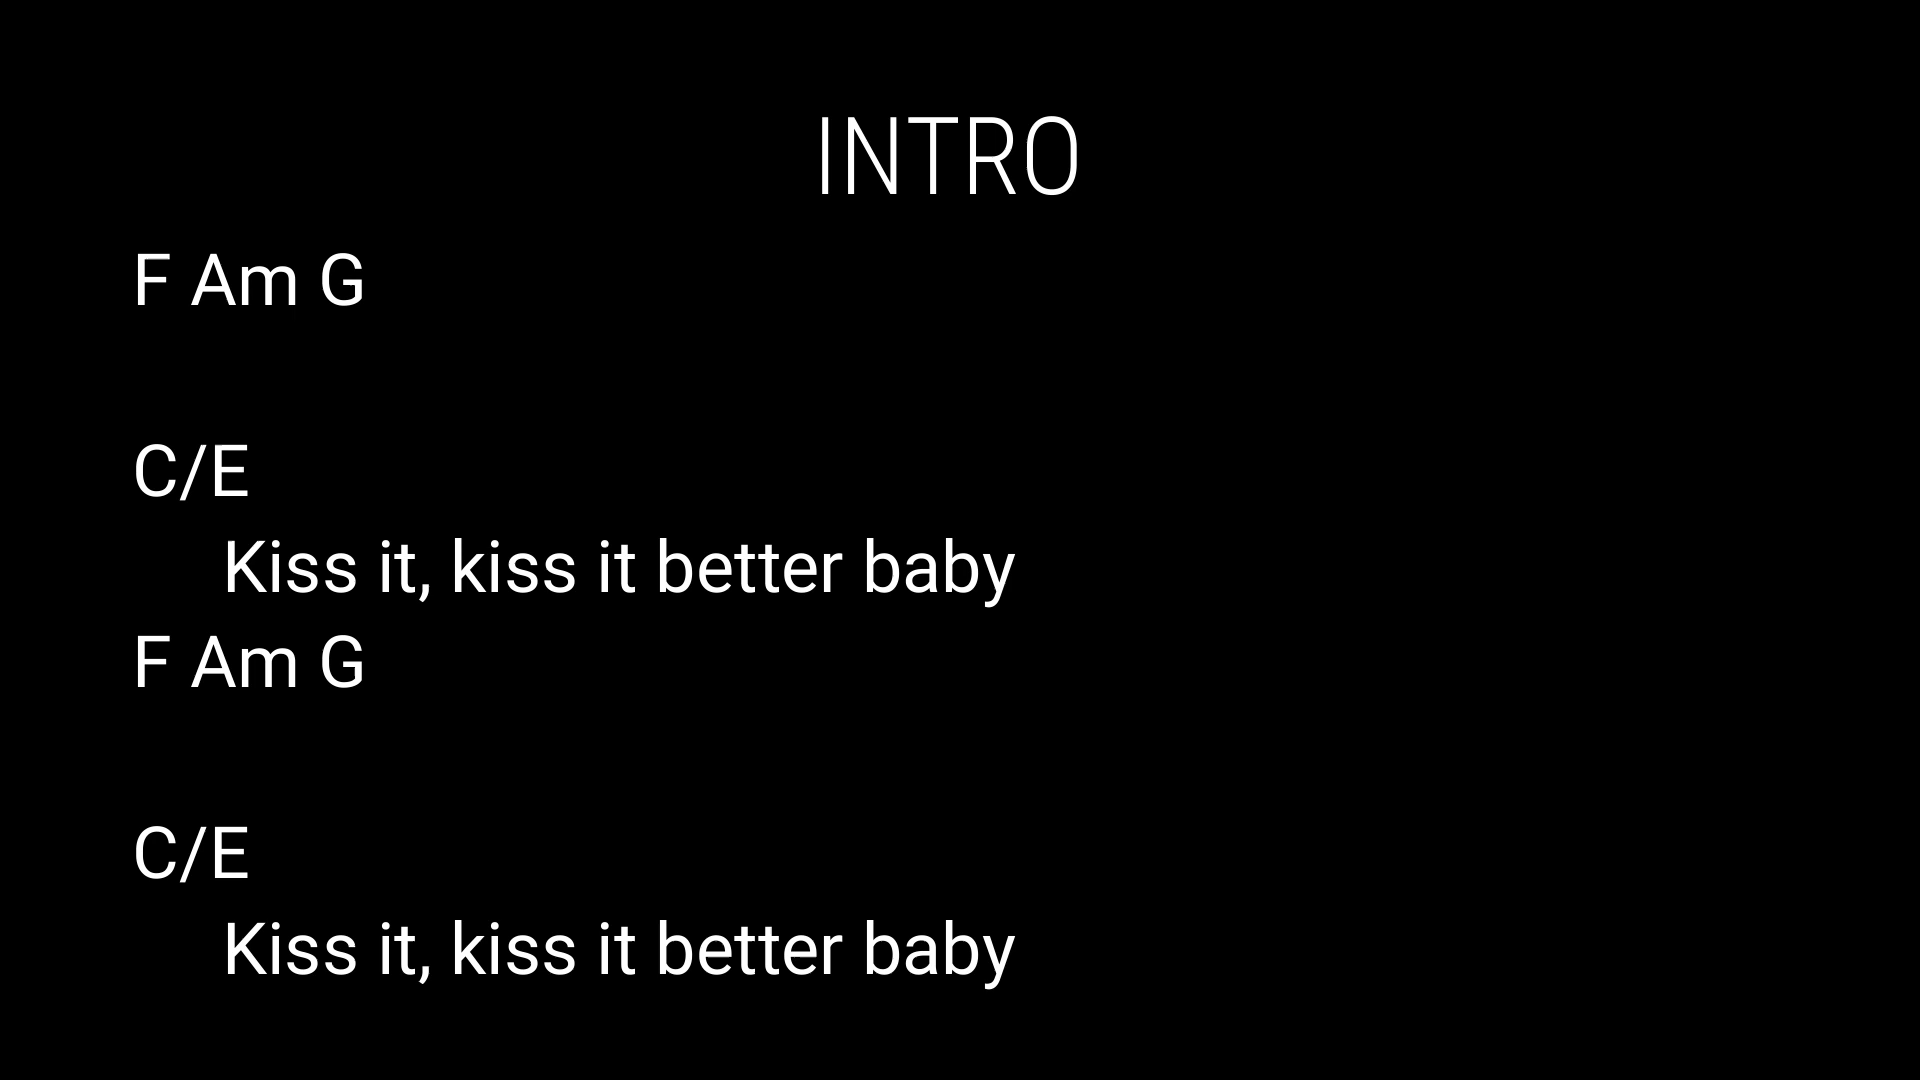 INTRO
F Am G
C/E
Kiss it, kiss it better baby
F Am G
C/E
Kiss it, kiss it better baby